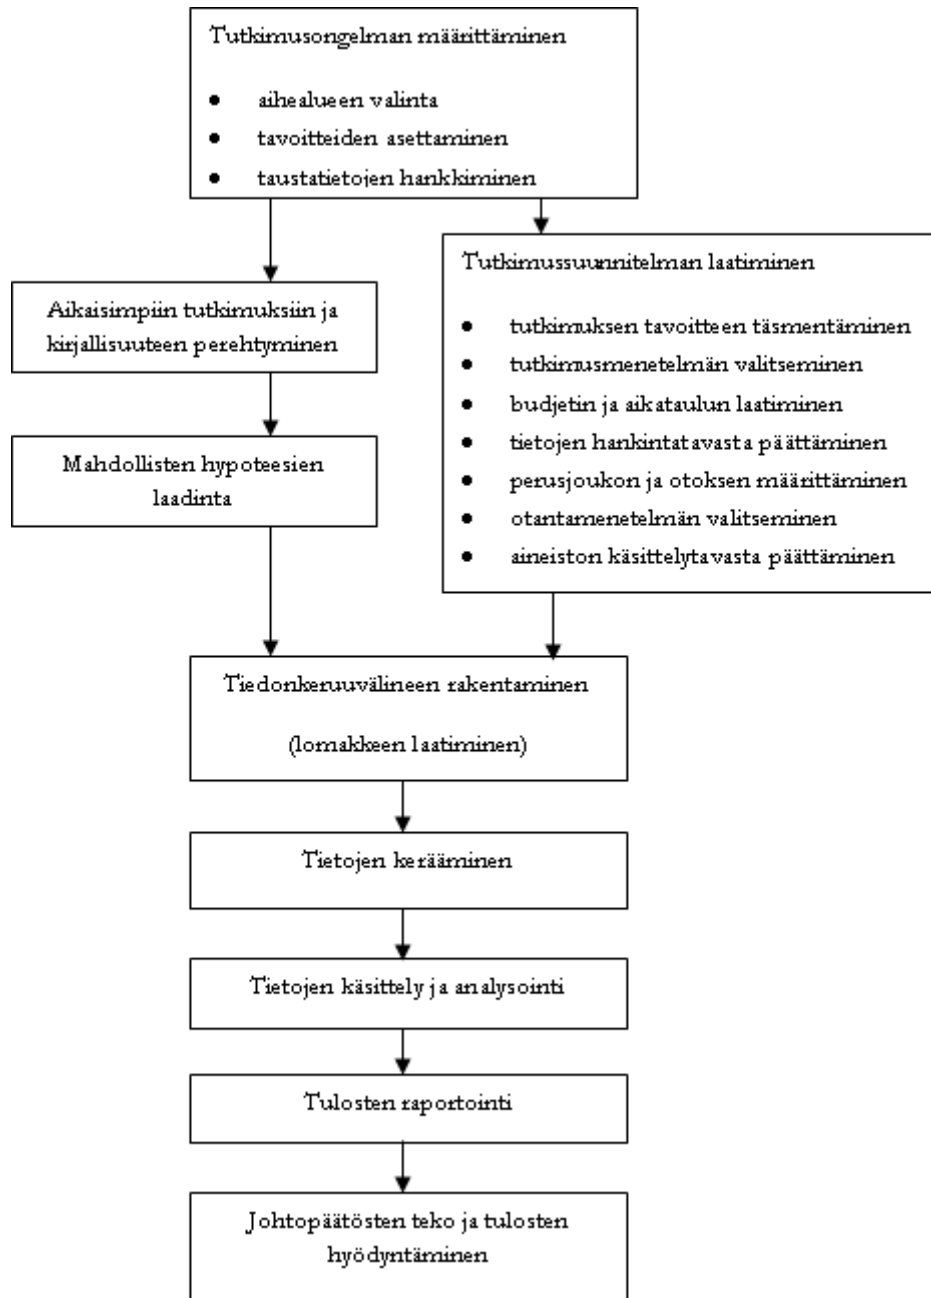 Tutkimusongelman määrittäminen
• aihealueen valinta
• tavoitteiden asettaminen
• taustatietojen hankkiminen
Aikaisimpiin tutkimuksiin ja
kirjallisuuteen perehtyminen
Mahdollisten hypoteesien
laadinta
Tutkimussuunnitelman laatiminen
• tutkimuksen tavoitteen täsmentäminen
• tutkimusmenetelmän valitseminen
• budjetin ja aikataulun laatiminen
• tietojen hankintatavasta päättäminen
• perusjoukon ja otoksen määrittäminen
• otantamenetelmän valitseminen
• aineiston käsittelytavasta päättäminen
Tiedonkeruuvälineen rakentaminen
(lomakkeen laatiminen)
Tietojen kerääminen
Tietojen käsittely ja analysointi
Tulosten raportointi
Johtopäätösten teko ja tulosten
hyödyntäminen